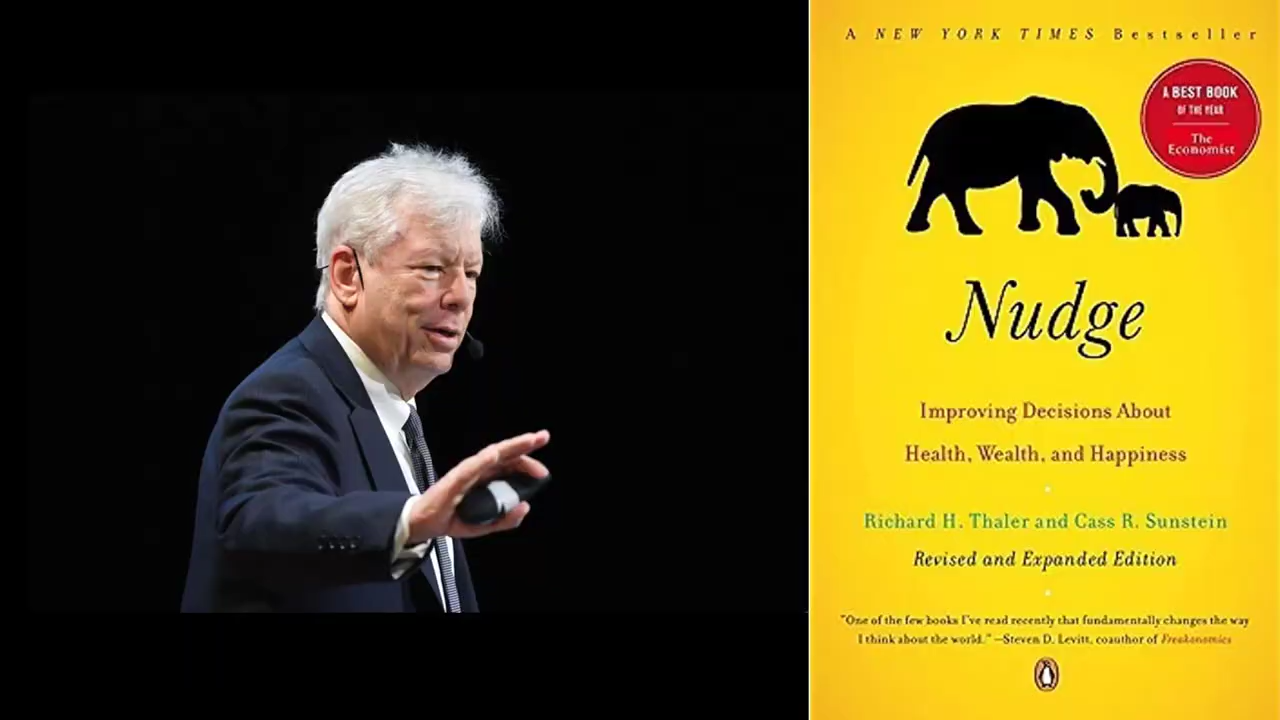 A NEW YORK TIMES Bestseller
A BEST BOOK
OF THE YEAR
The
Economist
Nudge
Improving Decisions About
Health, Wealth, and Happiness
Richard H. Thaler and Cass R. Sunstein
Revised and Expanded Edition
"One of the few books I've read recently that fundamentally changes the way
I think about the world." —Steven D. Levitt, coauthor of Freakonomics